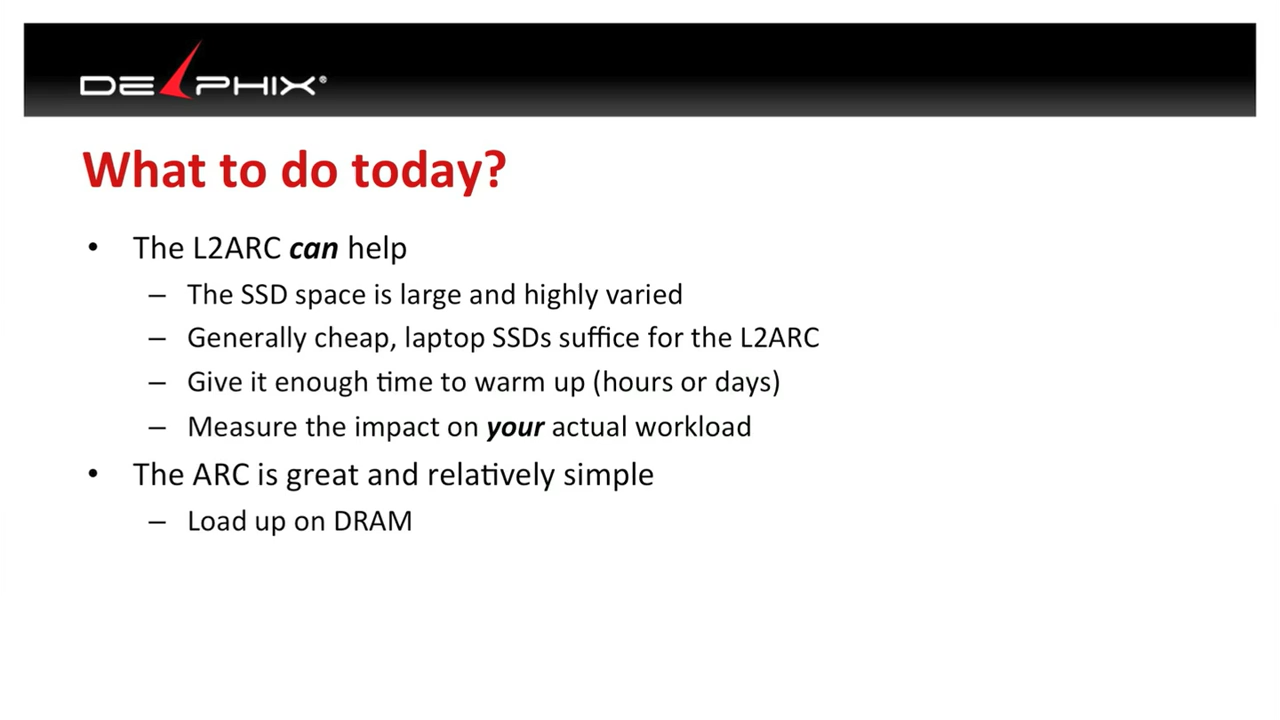 DELPHIX®
What to do today?
• The L2ARC can help
– The SSD space is large and highly varied
– Generally cheap, laptop SSDs suffice for the L2ARC
– Give it enough time to warm up (hours or days)
– Measure the impact on your actual workload
• The ARC is great and relatively simple
– Load up on DRAM